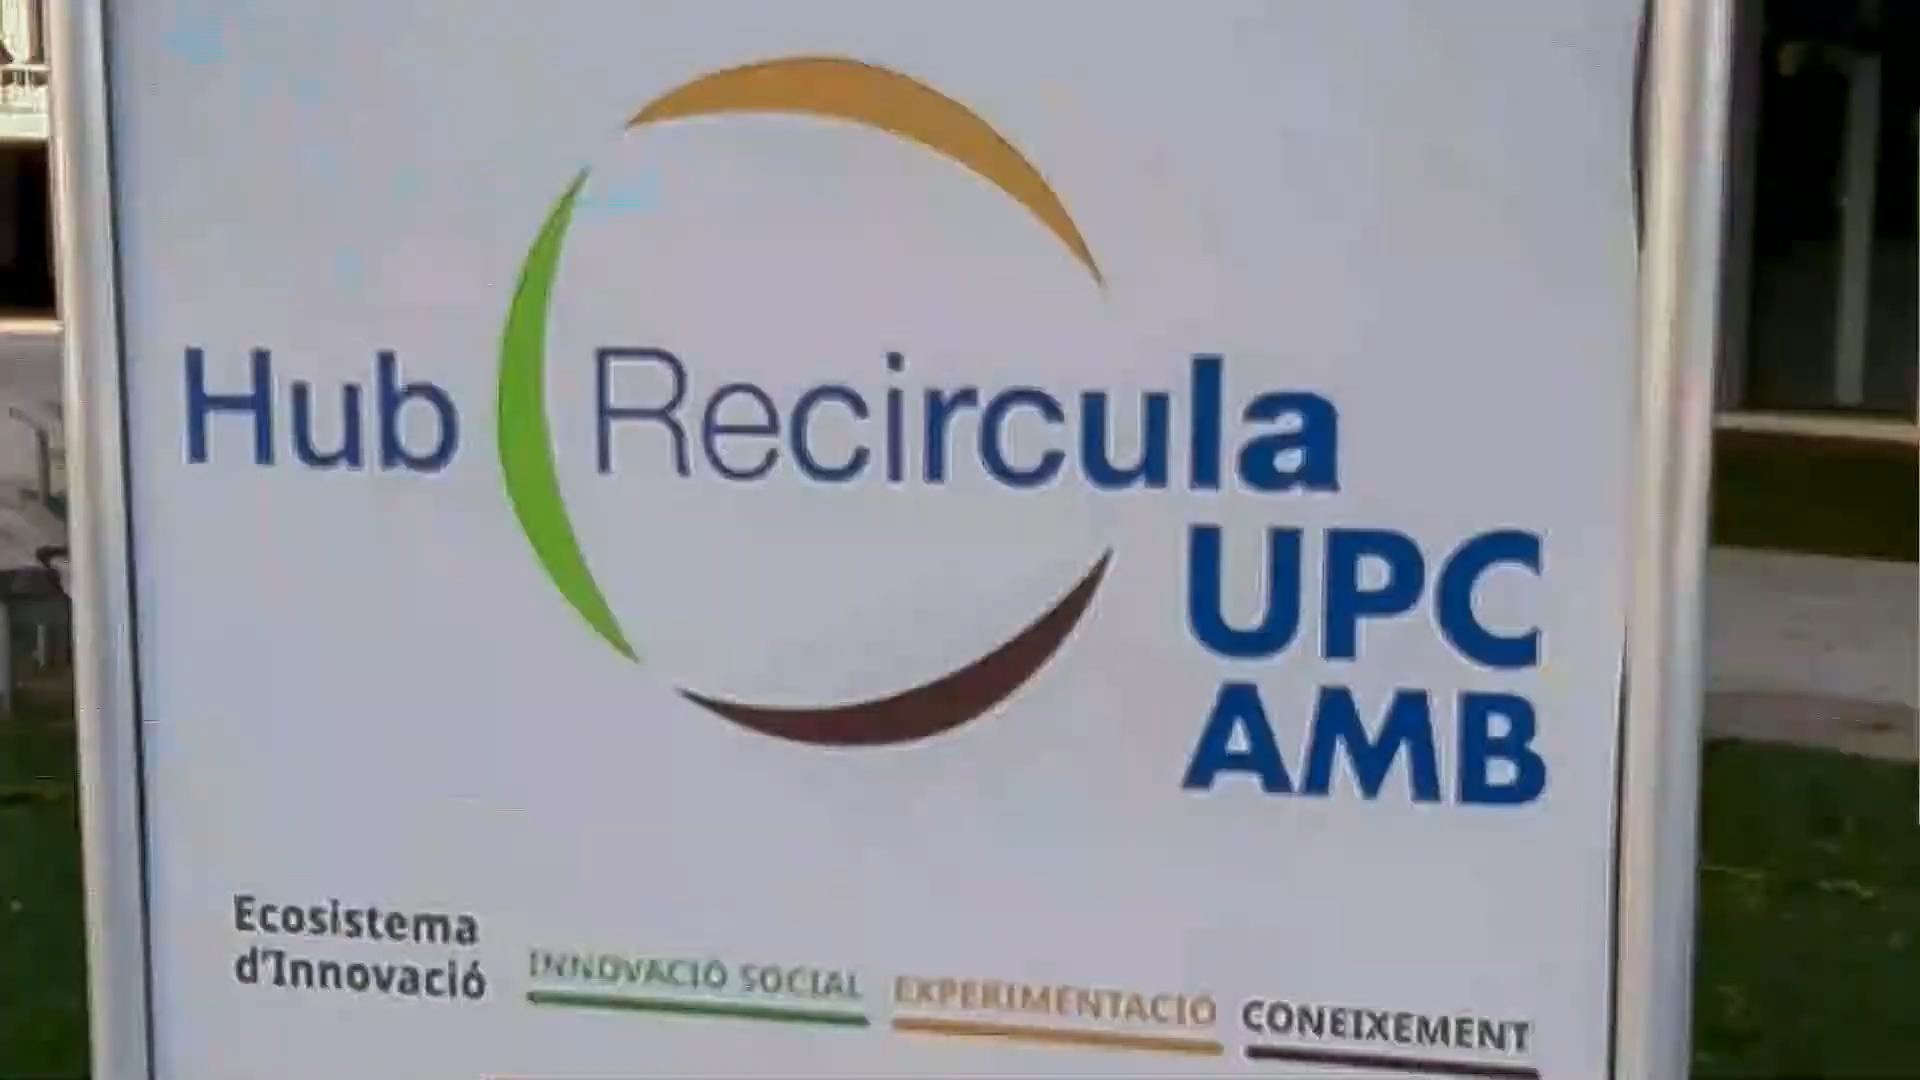 Hub Recircula
UPC
AMB
Ecosistema
d'Innovació
INNOVACIÓ SOCIAL
EXPERIMENTACIÓ
CONEIXEMENT